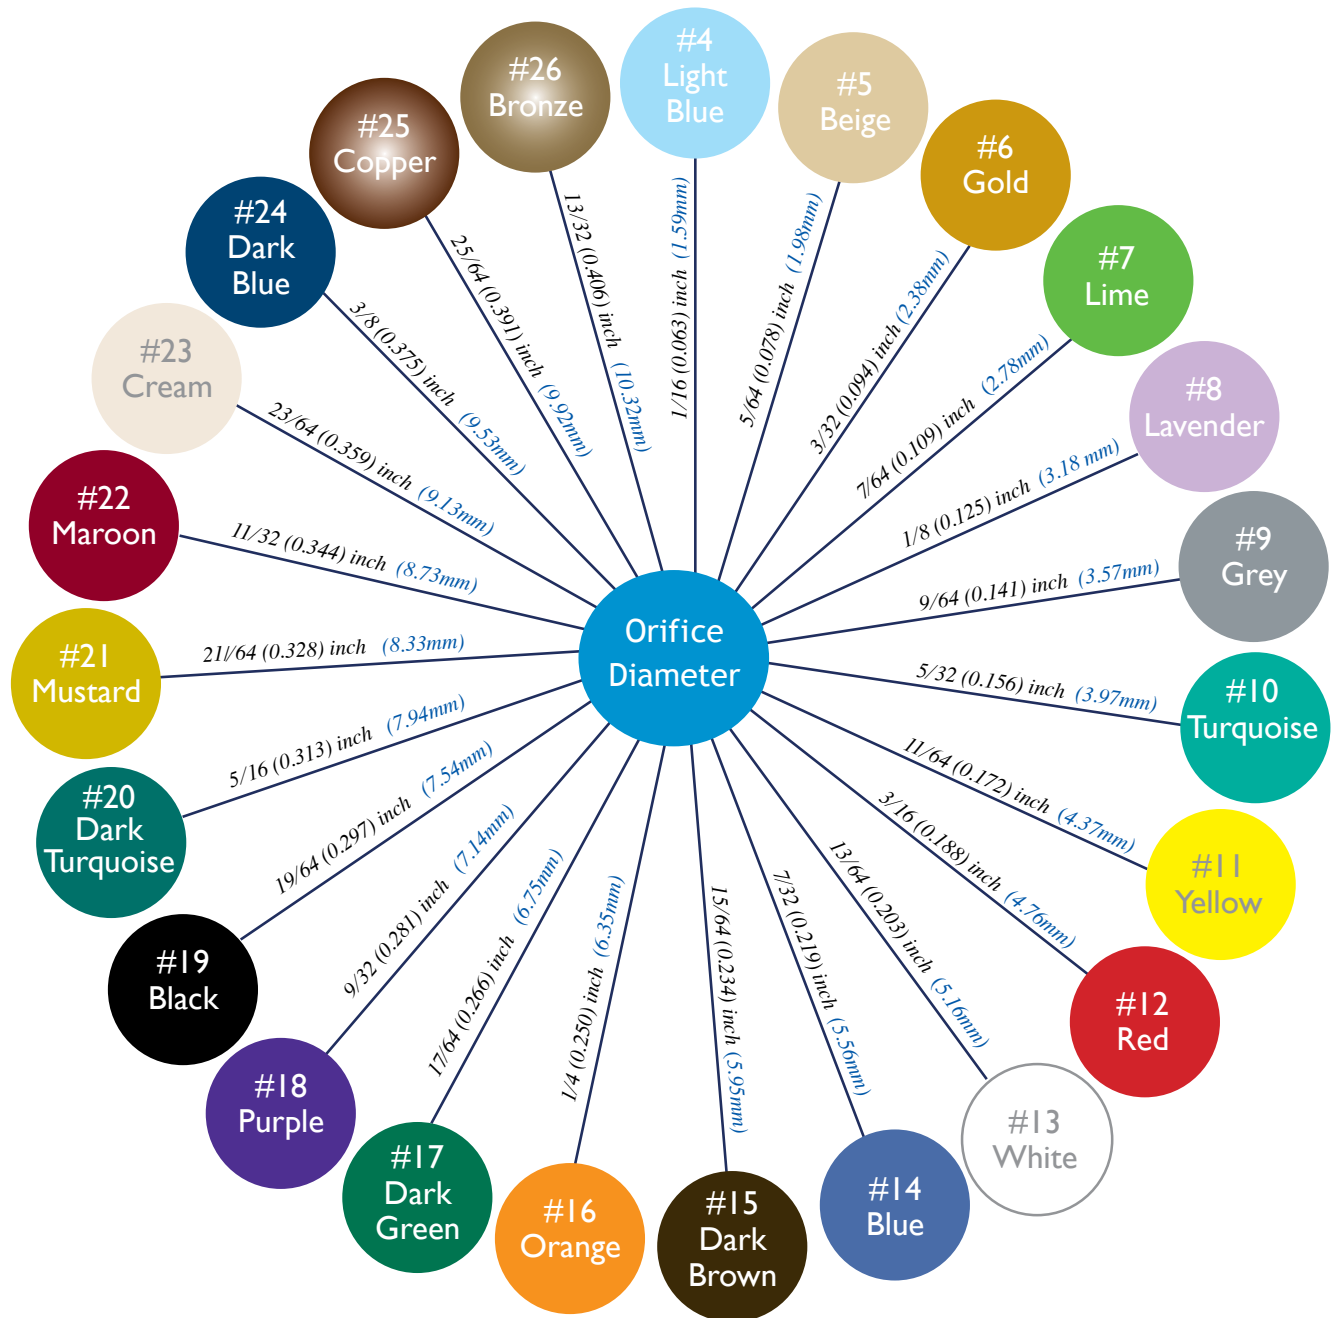 Orifice
Diameter
#4
Light
Blue
1/16 (0.063) inch (1.59mm)
#5
Beige
5/64 (0.078) inch (1.98mm)
#6
Gold
3/32 (0.094) inch (2.38mm)
#7
Lime
7/64 (0.109) inch (2.78mm)
#8
Lavender
1/8 (0.125) inch (3.18 mm)
#9
Grey
9/64 (0.141) inch (3.57mm)
#10
Turquoise
5/32 (0.156) inch (3.97mm)
#11
Yellow
11/64 (0.172) inch (4.37mm)
#12
Red
3/16 (0.188) inch (4.76mm)
#13
White
13/64 (0.203) inch (5.16mm)
#14
Blue
7/32 (0.219) inch (5.56mm)
#15
Dark
Brown
15/64 (0.234) inch (5.95mm)
#16
Orange
1/4 (0.250) inch (6.35mm)
#17
Dark
Green
17/64 (0.266) inch (6.75mm)
#18
Purple
9/32 (0.281) inch (7.14mm)
#19
Black
19/64 (0.297) inch (7.54mm)
#20
Dark
Turquoise
5/16 (0.313) inch (7.94mm)
#21
Mustard
21l/64 (0.328) inch (8.33mm)
#22
Maroon
11/32 (0.344) inch (8.73mm)
#23
Cream
23/64 (0.359) inch (9.13mm)
#24
Dark
Blue
3/8 (0.375) inch (9.53mm)
#25
Copper
25/64 (0.391) inch (9.92mm)
#26
Bronze
13/32 (0.406) inch (10.32mm)